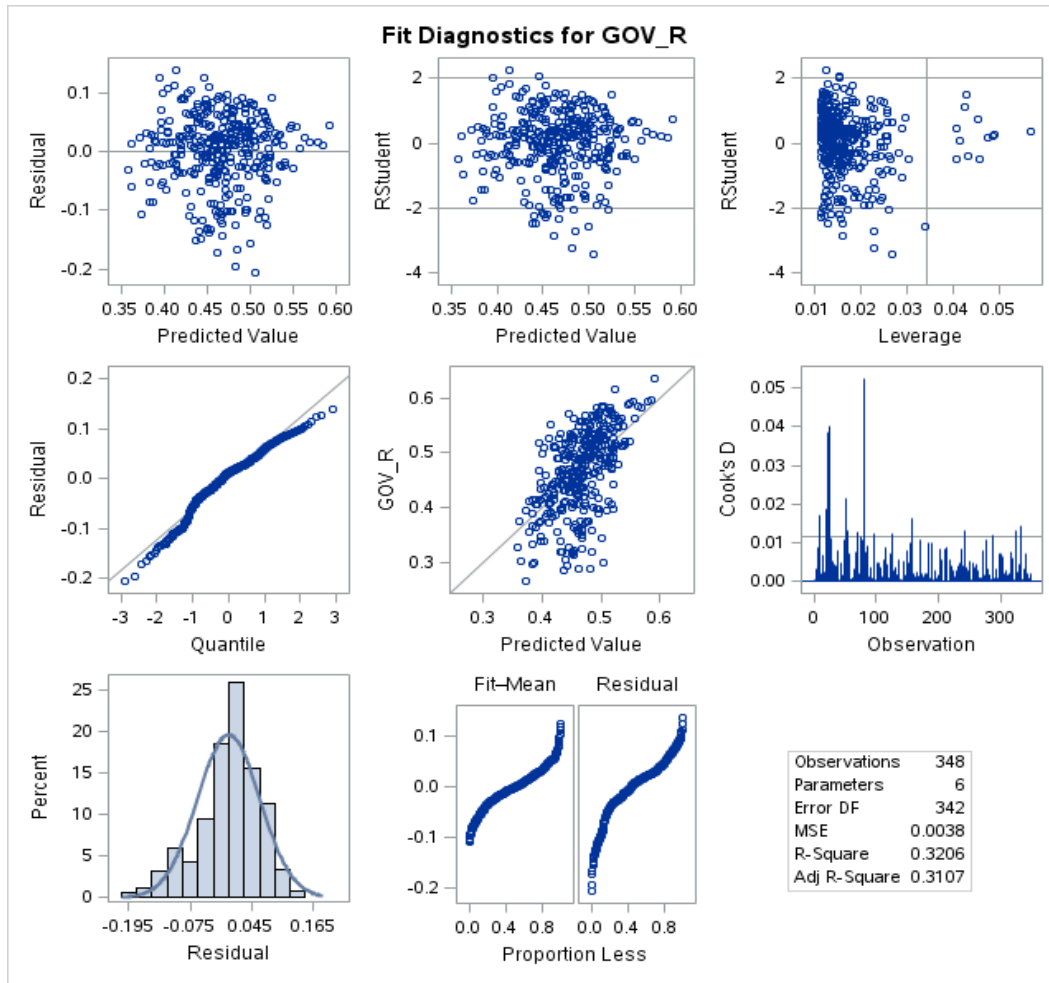 Fit Diagnostics for GOV_R
Residual
0.1
0.0
-0.1
-0.2
0.35 0.40 0.45 0.50 0.55 0.60
Predicted Value
RStudent
2
0
-2
-4
0.35 0.40 0.45 0.50 0.55 0.60
Predicted Value
RStudent
2
0
-2
-4
0.01 0.02 0.03 0.04 0.05
Leverage
Residual
0.2
0.1
0.0
-0.1
-0.2
-3 -2 -1 0 1 2 3
Quantile
GOV_R
0.6
0.5
0.4
0.3
0.3 0.4 0.5 0.6
Predicted Value
Cook's D
0.05
0.04
0.03
0.02
0.01
0.00
0 100 200 300
Observation
Percent
25
20
15
10
5
0
-0.195 -0.075 0.045 0.165
Residual
Fit–Mean Residual
0.1
0.0
-0.1
-0.2
0.0 0.4 0.8 0.0 0.4 0.8
Proportion Less
Observations 348
Parameters 6
Error DF 342
MSE 0.0038
R-Square 0.3206
Adj R-Square 0.3107